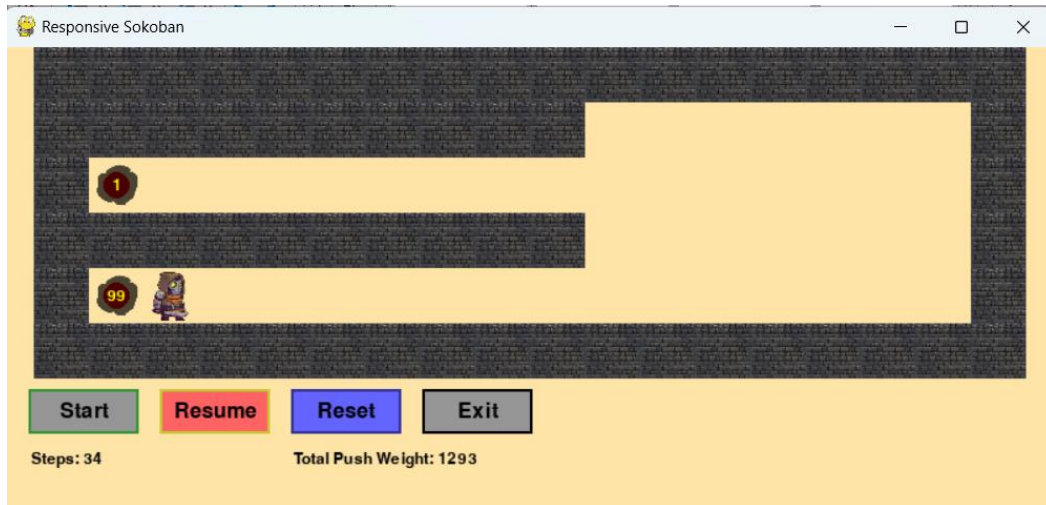 Responsive Sokoban
1
99
Start Resume Reset Exit
Steps: 34 Total Push Weight: 1293